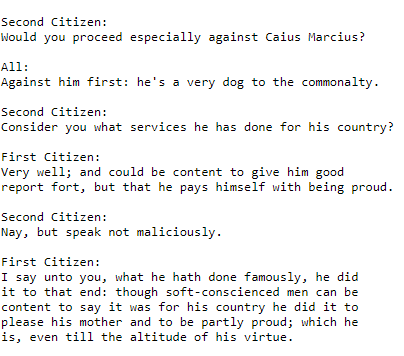 Second Citizen:
Would you proceed especially against Caius Marcius?

All:
Against him first: he's a very dog to the commonalty.

Second Citizen:
Consider you what services he has done for his country?

First Citizen:
Very well; and could be content to give him good
report fort, but that he pays himself with being proud.

Second Citizen:
Nay, but speak not maliciously.

First Citizen:
I say unto you, what he hath done famously, he did
it to that end: though soft-conscienced men can be
content to say it was for his country he did it to
please his mother and to be partly proud; which he
is, even till the altitude of his virtue.